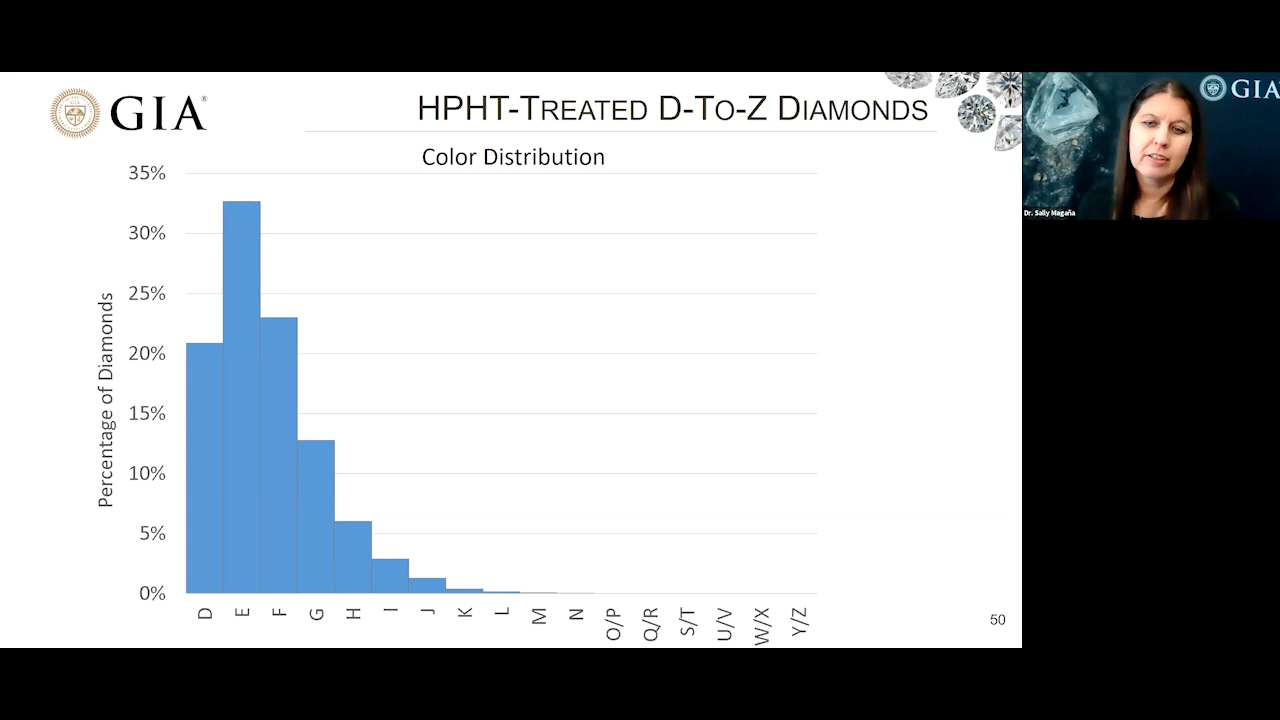 GIA®
HPHT-TREATED D-TO-Z DIAMONDS
Color Distribution
35%
30%
25%
20%
15%
10%
5%
0%
Percentage of Diamonds
D
E
F
G
H
I
J
K
L
M
N
O/P
Q/R
S/T
U/V
W/X
Y/Z
50
GIA
Dr. Sally Magaña